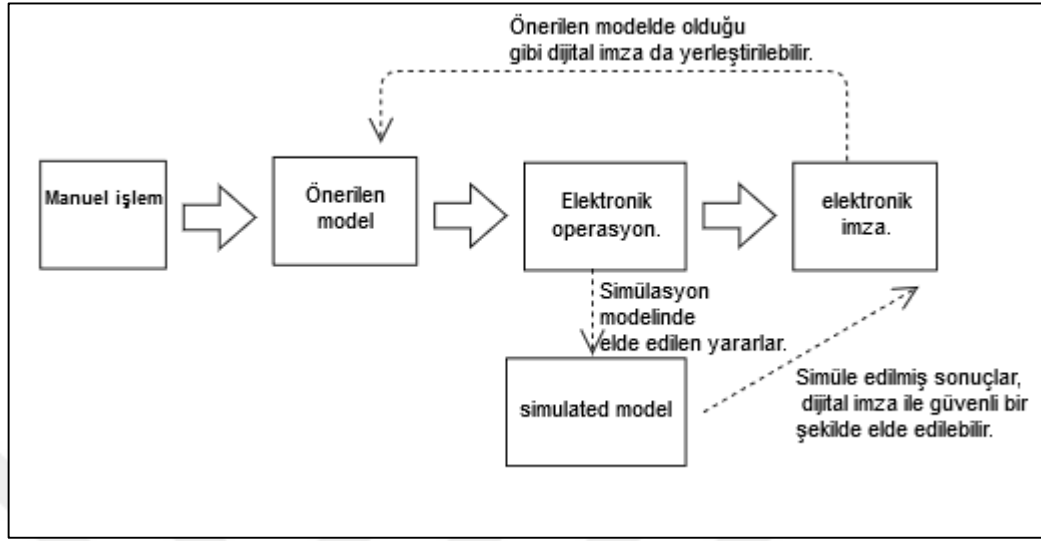 Önerilen modelde olduğu
gibi dijital imza da yerleştirilebilir.
Manuel işlem
Önerilen
model
Elektronik
operasyon.
elektronik
imza.
Simülasyon
modelinde
elde edilen yararlar.
simulated model
Simüle edilmiş sonuçlar,
dijital imza ile güvenli bir
şekilde elde edilebilir.